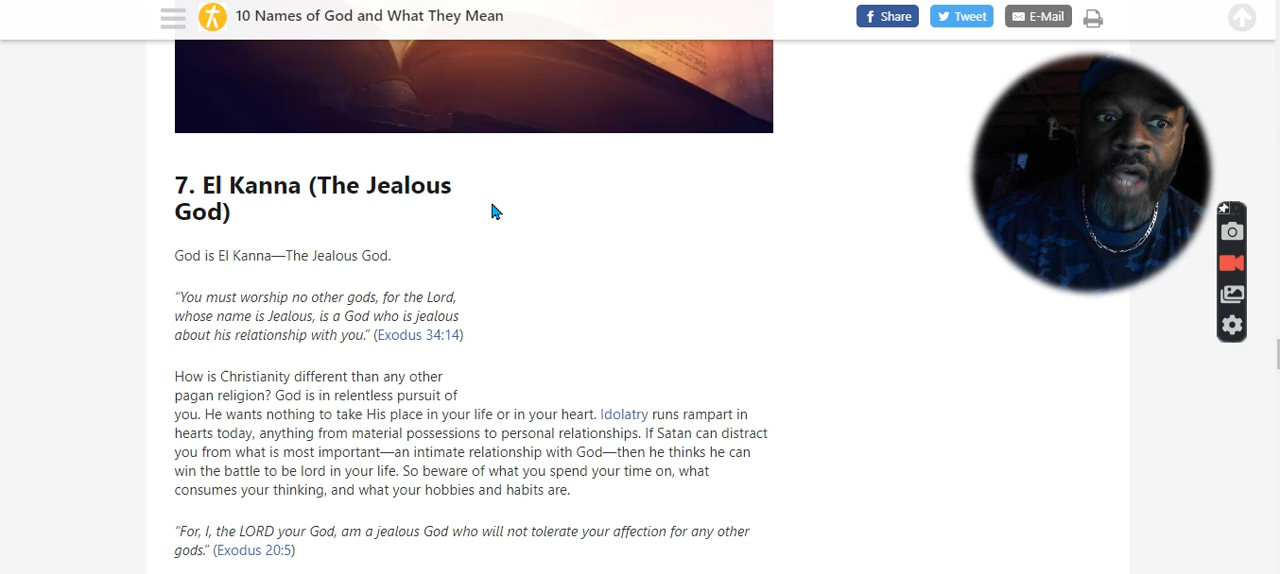 10 Names of God and What They Mean
Share
Tweet
E-Mail
7. El Kanna (The Jealous
God)
God is El Kanna—The Jealous God.
"You must worship no other gods, for the Lord,
whose name is Jealous, is a God who is jealous
about his relationship with you." (Exodus 34:14)
How is Christianity different than any other
pagan religion? God is in relentless pursuit of
you. He wants nothing to take His place in your life or in your heart. Idolatry runs rampant in
hearts today, anything from material possessions to personal relationships. If Satan can distract
you from what is most important—an intimate relationship with God—then he thinks he can
win the battle to be lord in your life. So beware of what you spend your time on, what
consumes your thinking, and what your hobbies and habits are.
"For, I, the LORD your God, am a jealous God who will not tolerate your affection for any other
gods." (Exodus 20:5)